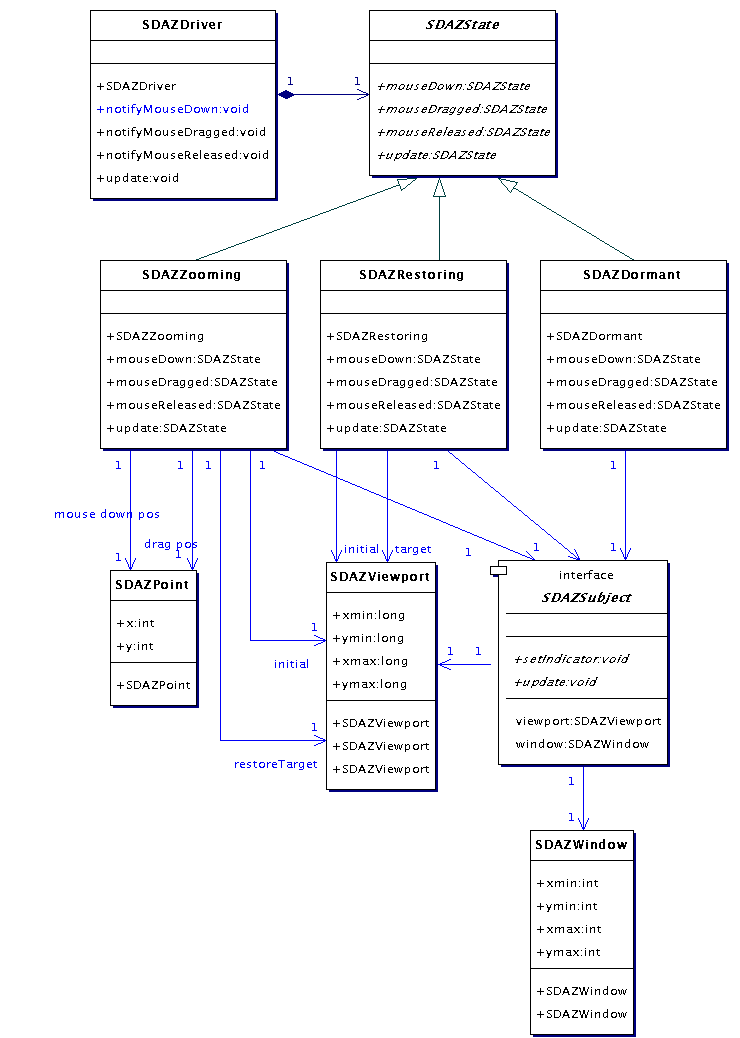 SDAZDriver
+SDAZDriver
+notifyMouseDown:void
+notifyMouseDragged:void
+notifyMouseReleased:void
+update:void
1
1
SDAZState
+mouseDown:SDAZState
+mouseDragged:SDAZState
+mouseReleased:SDAZState
+update:SDAZState
SDAZZooming
+SDAZZooming
+mouseDown:SDAZState
+mouseDragged:SDAZState
+mouseReleased:SDAZState
+update:SDAZState
SDAZRestoring
+SDAZRestoring
+mouseDown:SDAZState
+mouseDragged:SDAZState
+mouseReleased:SDAZState
+update:SDAZState
SDAZDormant
+SDAZDormant
+mouseDown:SDAZState
+mouseDragged:SDAZState
+mouseReleased:SDAZState
+update:SDAZState
1
1
1
1
1
1
mouse down pos
drag pos
1
1
initial
target
1
1
1
SDAZPoint
+x:int
+y:int
+SDAZPoint
1
initial
1
restoreTarget
SDAZViewport
+xmin:long
+ymin:long
+xmax:long
+ymax:long
+SDAZViewport
+SDAZViewport
+SDAZViewport
1
1
interface
SDAZSubject
+setIndicator:void
+update:void
viewport:SDAZViewport
window:SDAZWindow
1
1
SDAZWindow
+xmin:int
+ymin:int
+xmax:int
+ymax:int
+SDAZWindow
+SDAZWindow